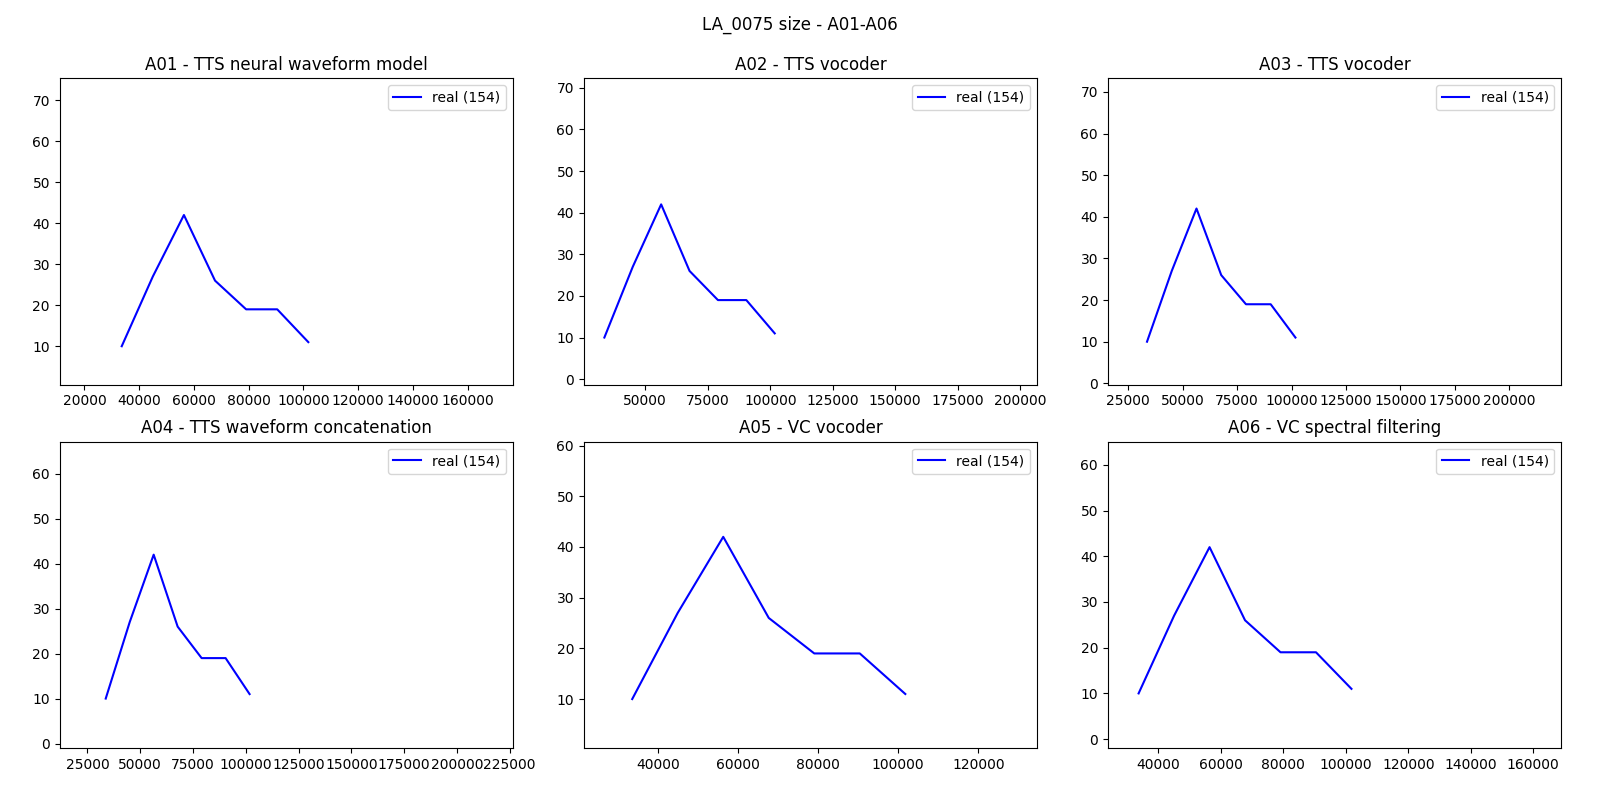 LA_0075 size - A01-A06
A01 - TTS neural waveform model
real (154)
70
60
50
40
30
20
10
20000 40000 60000 80000 100000 120000 140000 160000
A02 - TTS vocoder
real (154)
70
60
50
40
30
20
10
0
50000 75000 100000 125000 150000 175000 200000
A03 - TTS vocoder
real (154)
70
60
50
40
30
20
10
0
25000 50000 75000 100000 125000 150000 175000 200000
A04 - TTS waveform concatenation
real (154)
60
50
40
30
20
10
0
25000 50000 75000 100000 125000 150000 175000 200000 225000
A05 - VC vocoder
real (154)
60
50
40
30
20
10
40000 60000 80000 100000 120000
A06 - VC spectral filtering
real (154)
60
50
40
30
20
10
0
40000 60000 80000 100000 120000 140000 160000